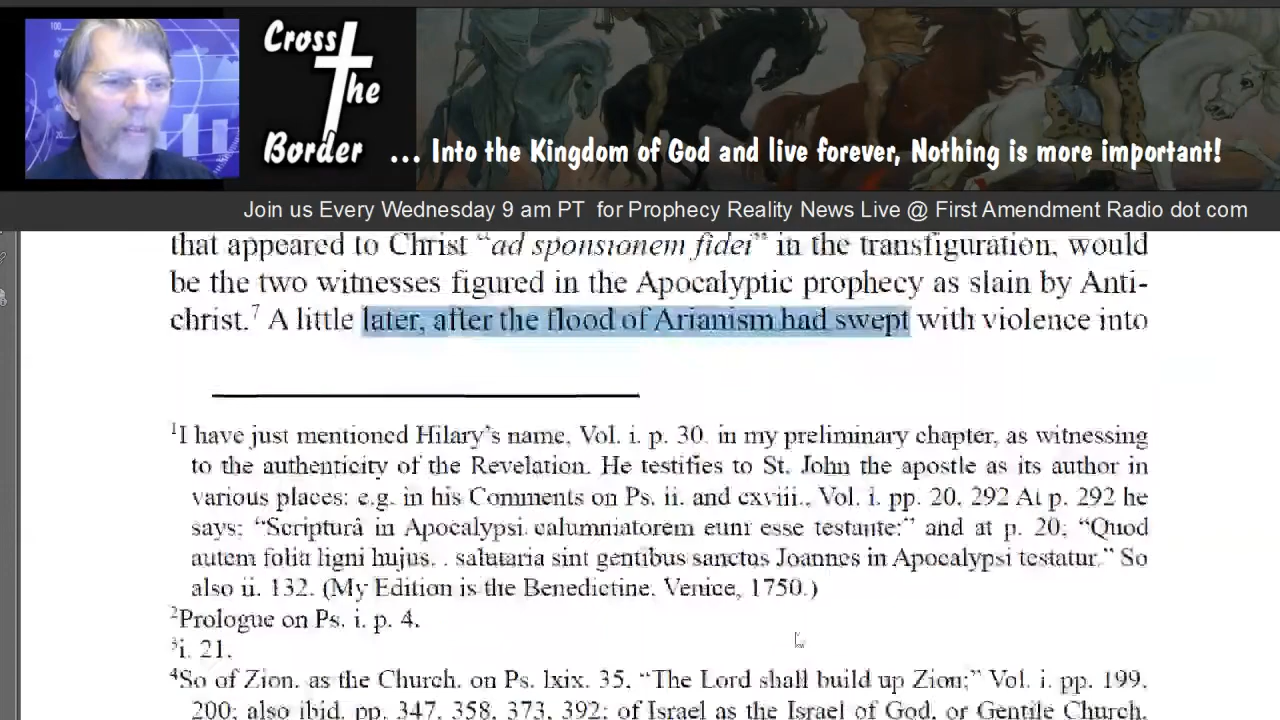 Cross
The
Border
... Into the Kingdom of God and live forever, Nothing is more important!
Join us Every Wednesday 9 am PT for Prophecy Reality News Live @ First Amendment Radio dot com
that appeared to Christ “ad sponsionem fidei” in the transfiguration, would
be the two witnesses figured in the Apocalyptic prophecy as slain by Anti-
christ.⁷ A little later, after the flood of Arianism had swept with violence into
¹I have just mentioned Hilary’s name, Vol. i. p. 30. in my preliminary chapter, as witnessing
to the authenticity of the Revelation. He testifies to St. John the apostle as its author in
various places: e.g. in his Comments on Ps. ii. and cxviii., Vol. i. pp. 20, 292 At p. 292 he
says; “Scripturâ in Apocalypsi calumniatorem eum esse testante:” and at p. 20; “Quod
autem folia ligni hujus. . salutaria sint gentibus sanctus Joannes in Apocalypsi testatur.” So
also ii. 132. (My Edition is the Benedictine. Venice, 1750.)
²Prologue on Ps. i. p. 4.
³i. 21.
⁴So of Zion, as the Church, on Ps. lxix. 35, “The Lord shall build up Zion;” Vol. i. pp. 199,
200; also ibid. pp. 347, 358, 373, 392; of Israel as the Israel of God, or Gentile Church,